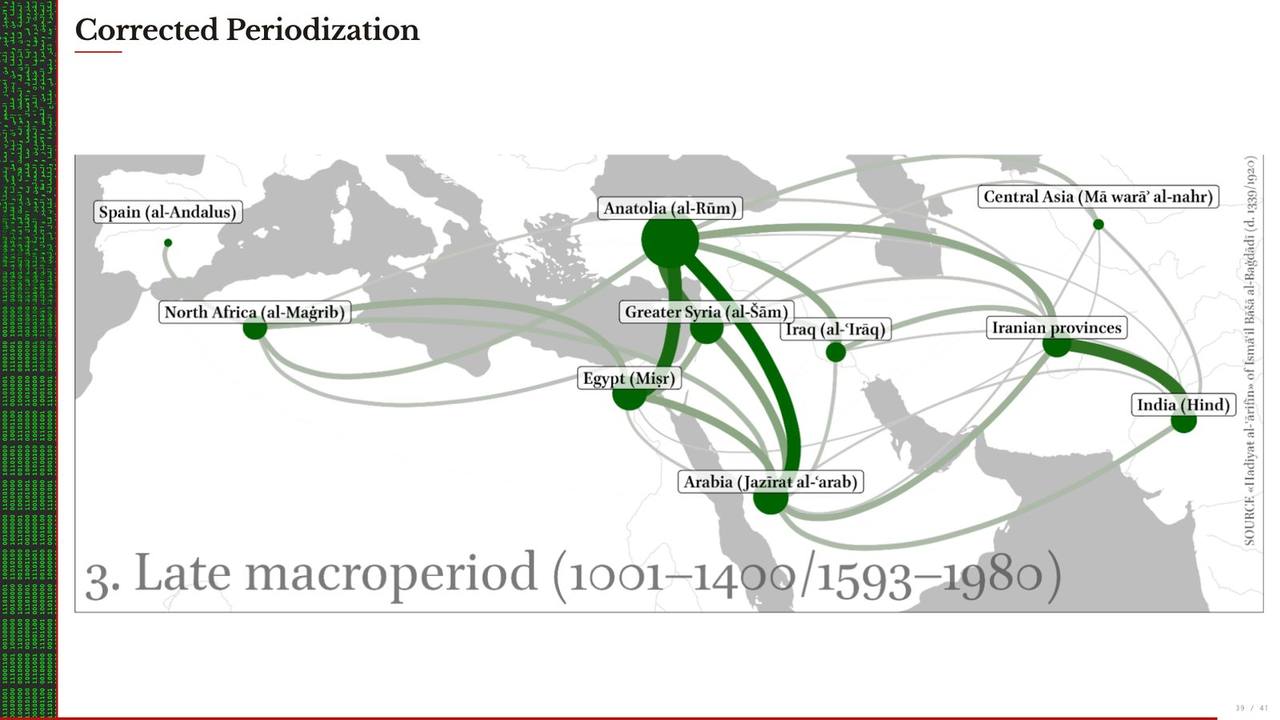 Corrected Periodization
Spain (al-Andalus)
Anatolia (al-Rūm)
Central Asia (Mā warāʾ al-nahr)
North Africa (al-Maġrib)
Greater Syria (al-Šām)
Iraq (al-ʿIrāq)
Iranian provinces
Egypt (Miṣr)
India (Hind)
Arabia (Jazīrat al-ʿarab)
3. Late macroperiod (1001–1400/1593–1980)
SOURCE «Hadiyat al-ʿārifīn» of Ismāʿīl Bāšā al-Baġdādī (d. 1339/1920)
39 / 41